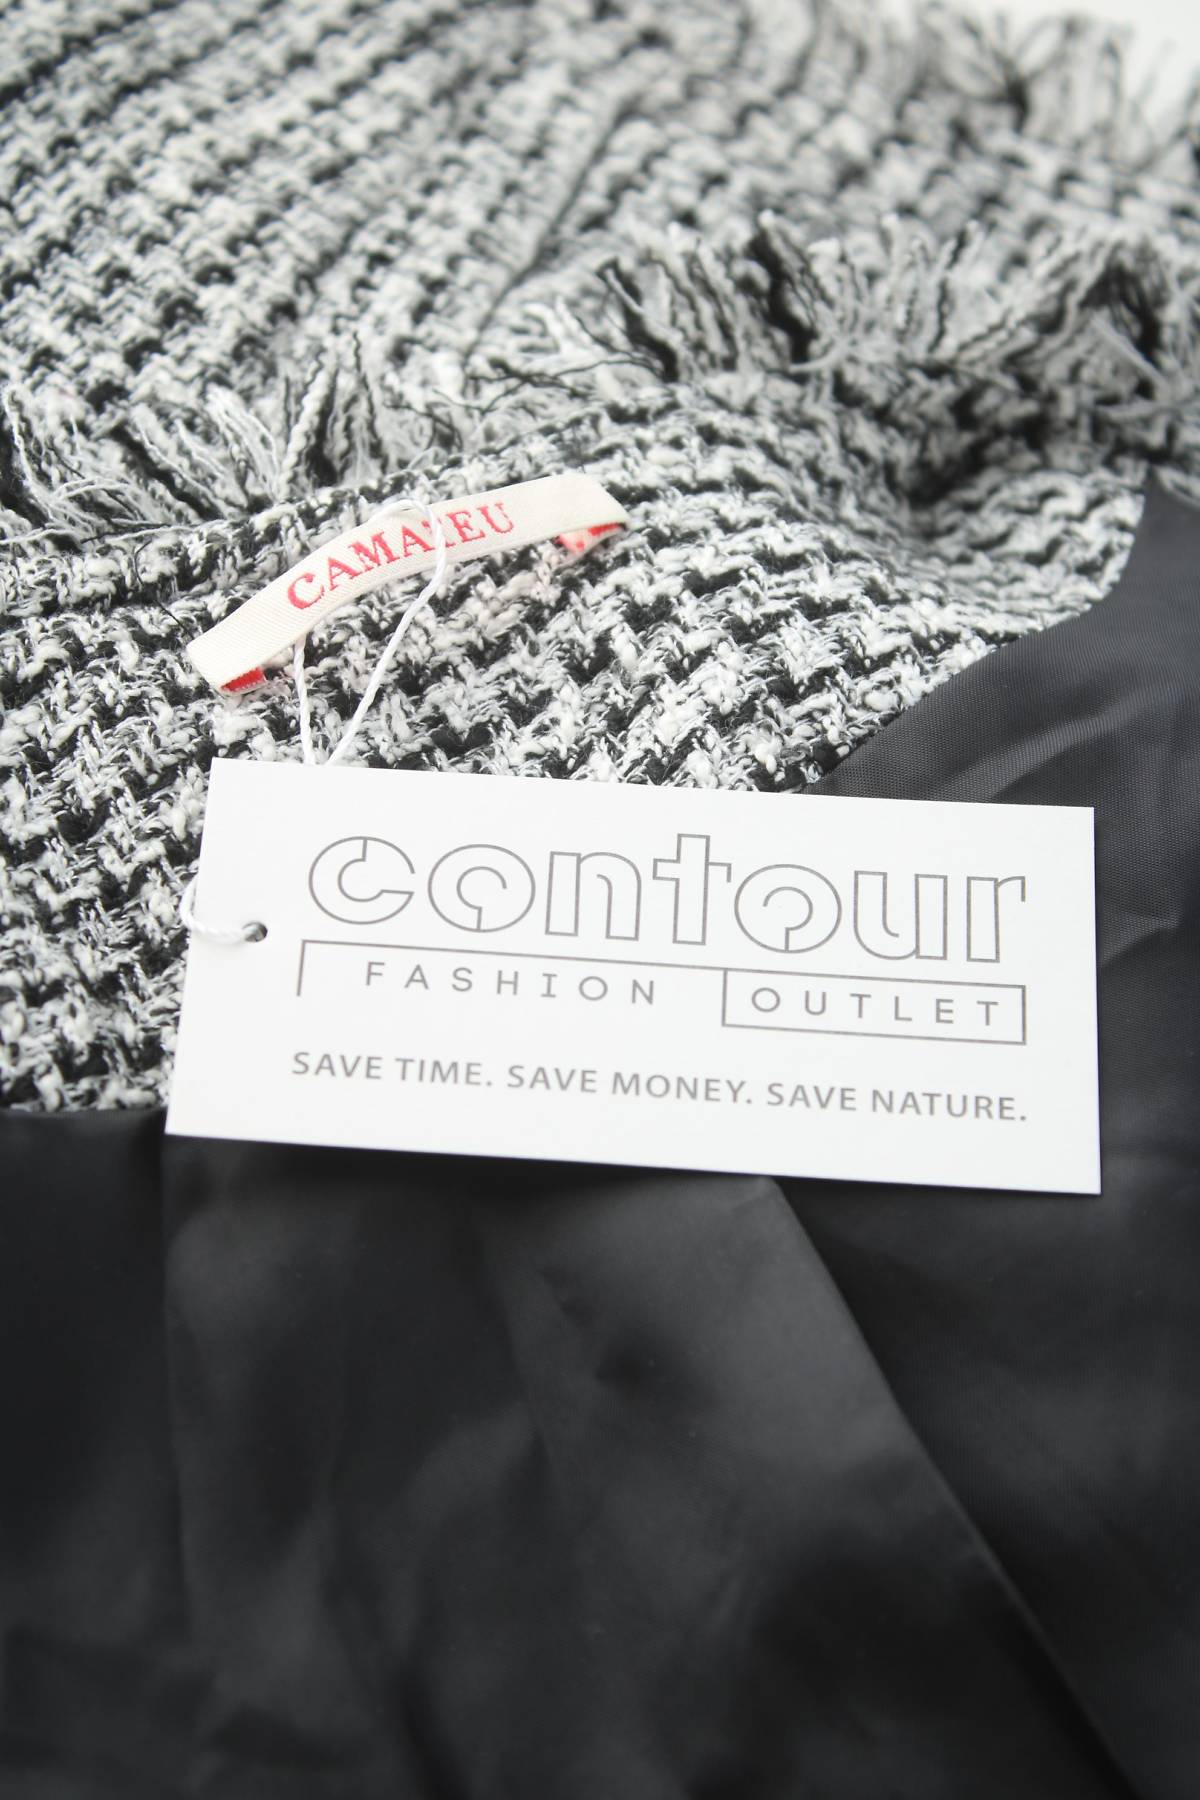 CAMAIEU
contour
FASHION OUTLET
SAVE TIME. SAVE MONEY. SAVE NATURE.